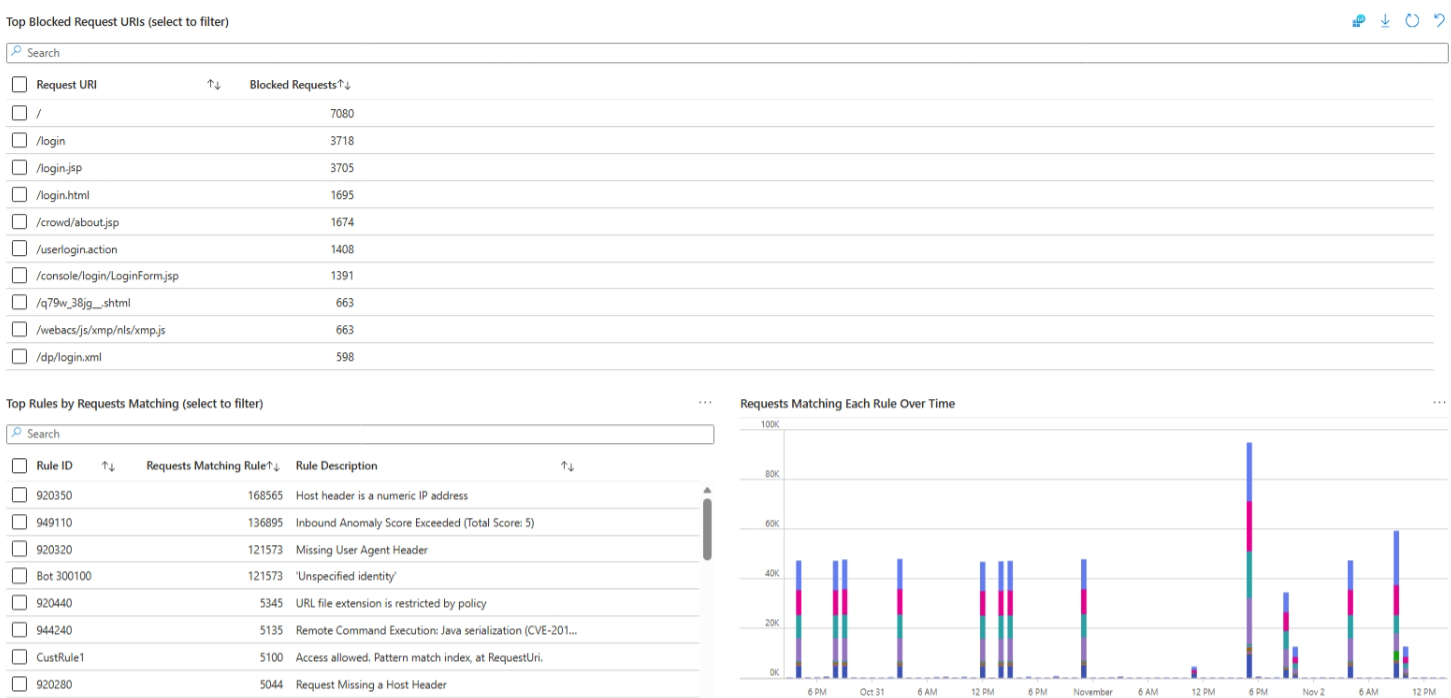 Top Blocked Request URIs (select to filter)
Search
Request URI Blocked Requests
/ 7080
/login 3718
/login.jsp 3705
/login.html 1695
/crowd/about.jsp 1674
/userlogin.action 1408
/console/login/LoginForm.jsp 1391
/q79w_38jg__.shtml 663
/webacs/js/xmp/nls/xmp.js 663
/dp/login.xml 598
Top Rules by Requests Matching (select to filter) ...
Search
Rule ID Requests Matching Rule Rule Description
920350 168565 Host header is a numeric IP address
949110 136895 Inbound Anomaly Score Exceeded (Total Score: 5)
920320 121573 Missing User Agent Header
Bot 300100 121573 'Unspecified identity'
920440 5345 URL file extension is restricted by policy
944240 5135 Remote Command Execution: Java serialization (CVE-201...
CustRule1 5100 Access allowed. Pattern match index, at RequestUri.
920280 5044 Request Missing a Host Header
Requests Matching Each Rule Over Time ...
100K
80K
60K
40K
20K
0K
6 PM Oct 31 6 AM 12 PM 6 PM November 6 AM 12 PM 6 PM Nov 2 6 AM 12 PM